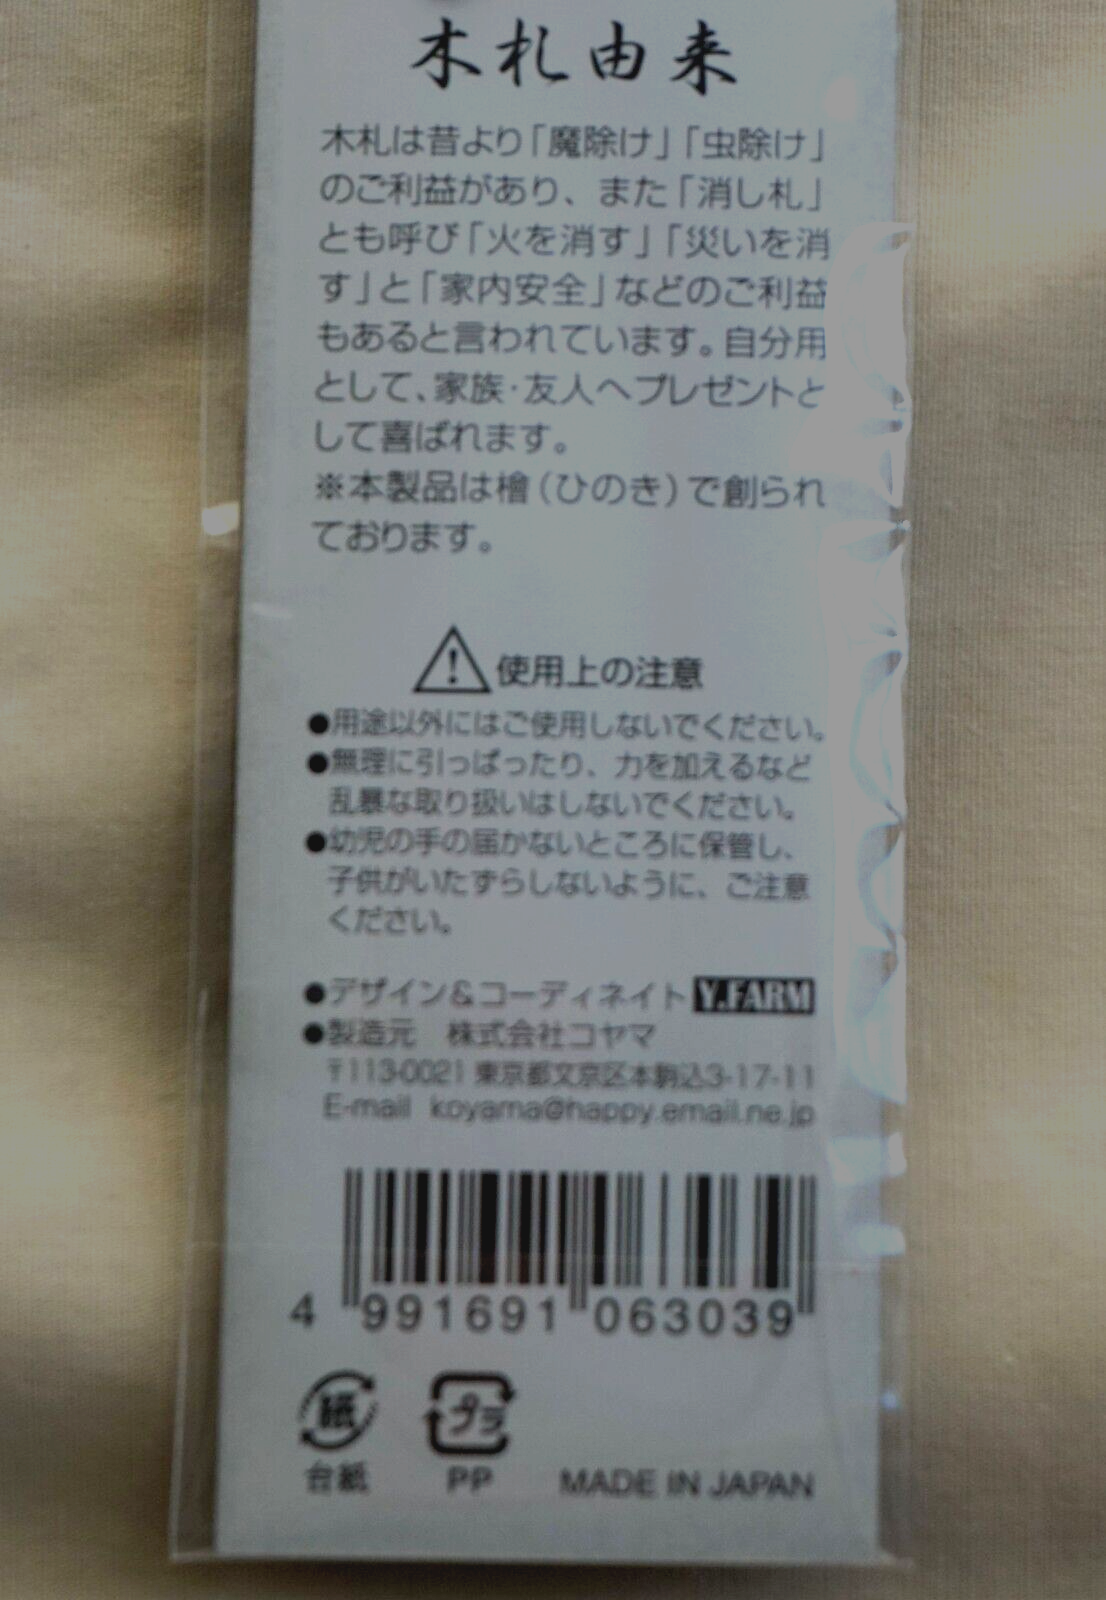 木札由来
木札は昔より「魔除け」「虫除け」
のご利益があり、また「消し札」
とも呼び「火を消す」「災いを消
す」と「家内安全」などのご利益
もあると言われています。自分用
として、家族・友人へプレゼントと
して喜ばれます。
※本製品は檜（ひのき）で創られ
ております。
使用上の注意
●用途以外にはご使用しないでください。
●無理に引っぱったり、力を加えるなど
乱暴な取り扱いはしないでください。
●幼児の手の届かないところに保管し、
子供がいたずらしないように、ご注意
ください。
●デザイン&コーディネイト Y.FARM
●製造元 株式会社コヤマ
〒113-0021 東京都文京区本駒込3-17-11
E-mail koyama@happy.email.ne.jp
4 991691 063039
紙 プラ
台紙 PP MADE IN JAPAN